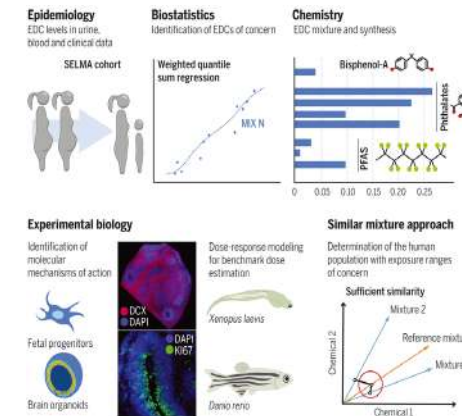 Epidemiology
EDC levels in urine,
blood and clinical data
SELMA cohort
Biostatistics
Identification of EDCs of concern
Weighted quantile
sum regression
MIX N
Chemistry
EDC mixture and synthesis
Bisphenol-A
Phthalates
PFAS
0 0.05 0.10 0.15 0.20 0.25
Experimental biology
Identification of
molecular
mechanisms of action
Fetal progenitors
Brain organoids
DCX
DAPI
DAPI
KI67
Dose-response modeling
for benchmark dose
estimation
Xenopus laevis
Danio rerio
Similar mixture approach
Determination of the human
population with exposure ranges
of concern
Sufficient similarity
Mixture 2
Reference mixtu
Mixture
Chemical 2
Chemical 1